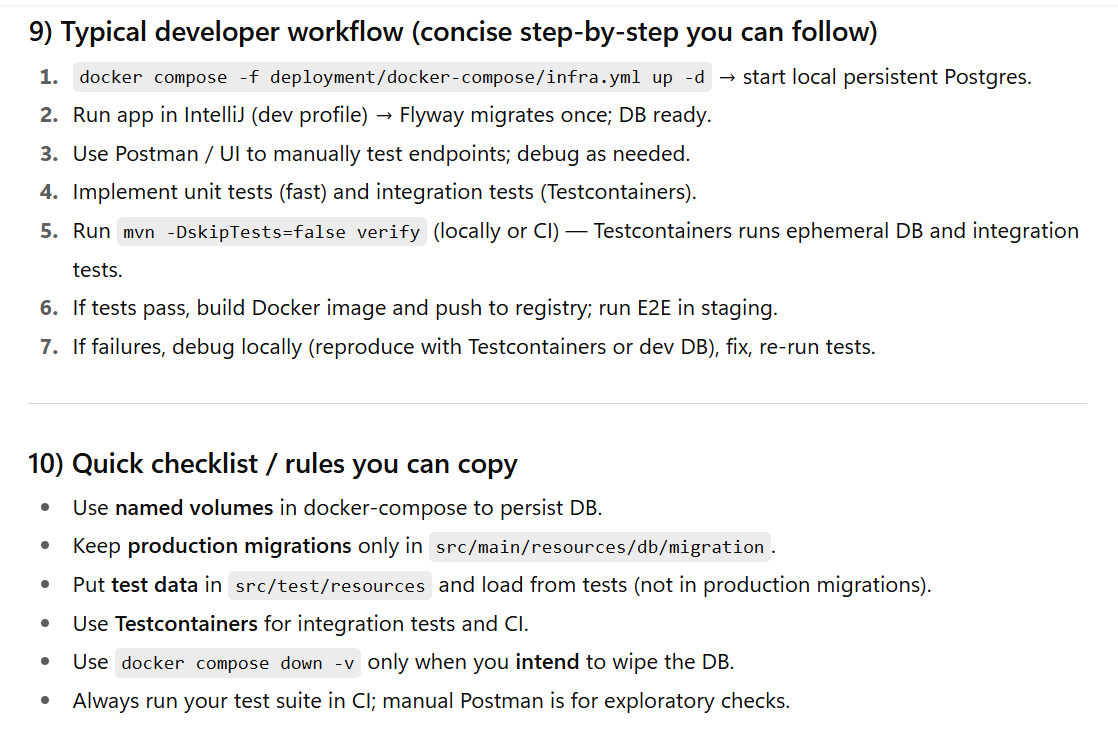 9) Typical developer workflow (concise step-by-step you can follow)
1. docker compose -f deployment/docker-compose/infra.yml up -d → start local persistent Postgres.
2. Run app in IntelliJ (dev profile) → Flyway migrates once; DB ready.
3. Use Postman / UI to manually test endpoints; debug as needed.
4. Implement unit tests (fast) and integration tests (Testcontainers).
5. Run mvn -DskipTests=false verify (locally or CI) — Testcontainers runs ephemeral DB and integration
tests.
6. If tests pass, build Docker image and push to registry; run E2E in staging.
7. If failures, debug locally (reproduce with Testcontainers or dev DB), fix, re-run tests.
10) Quick checklist / rules you can copy
• Use named volumes in docker-compose to persist DB.
• Keep production migrations only in src/main/resources/db/migration.
• Put test data in src/test/resources and load from tests (not in production migrations).
• Use Testcontainers for integration tests and CI.
• Use docker compose down -v only when you intend to wipe the DB.
• Always run your test suite in CI; manual Postman is for exploratory checks.